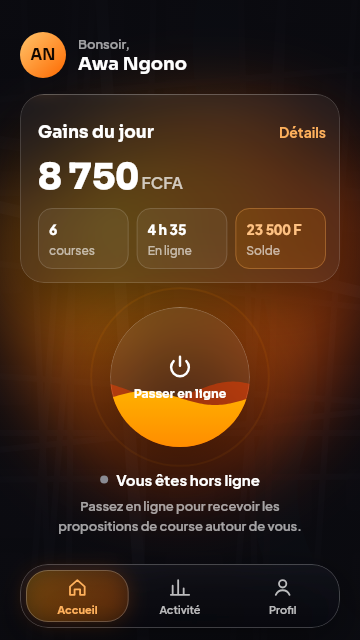 AN
Bonsoir,
Awa Ngono
Gains du jour
Détails
8 750 FCFA
6
courses
4 h 35
En ligne
23 500 F
Solde
Passer en ligne
Vous êtes hors ligne
Passez en ligne pour recevoir les
propositions de course autour de vous.
Accueil
Activité
Profil